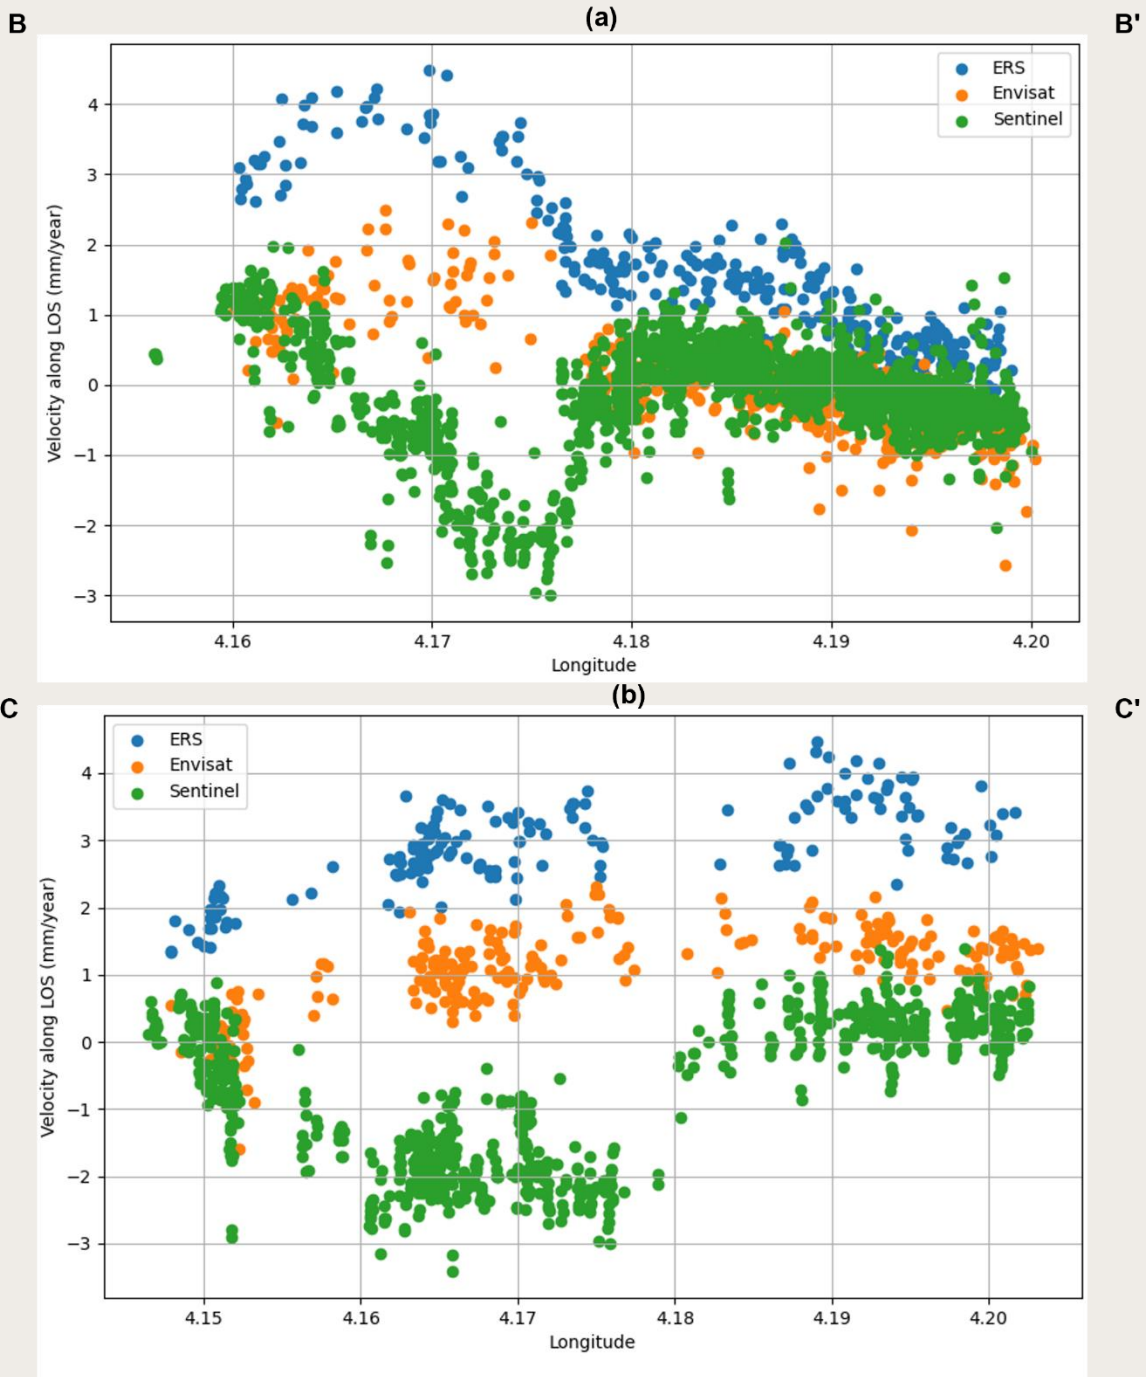 B (a) B'
ERS
Envisat
Sentinel
4
3
2
1
0
−1
−2
−3
Velocity along LOS (mm/year)
4.16 4.17 4.18 4.19 4.20
Longitude
C (b) C'
ERS
Envisat
Sentinel
4
3
2
1
0
−1
−2
−3
Velocity along LOS (mm/year)
4.15 4.16 4.17 4.18 4.19 4.20
Longitude